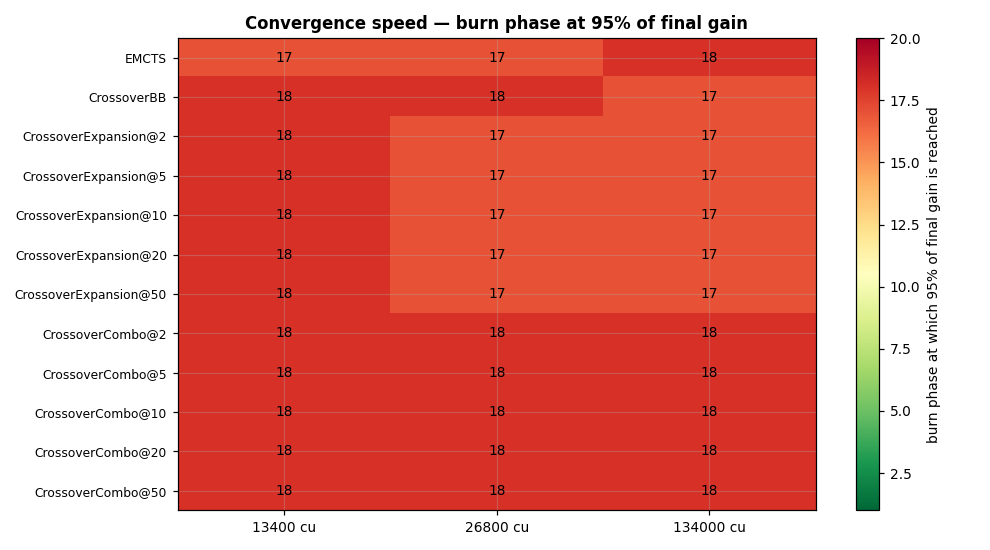 Convergence speed — burn phase at 95% of final gain
EMCTS 17 17 18
CrossoverBB 18 18 17
CrossoverExpansion@2 18 17 17
CrossoverExpansion@5 18 17 17
CrossoverExpansion@10 18 17 17
CrossoverExpansion@20 18 17 17
CrossoverExpansion@50 18 17 17
CrossoverCombo@2 18 18 18
CrossoverCombo@5 18 18 18
CrossoverCombo@10 18 18 18
CrossoverCombo@20 18 18 18
CrossoverCombo@50 18 18 18
13400 cu 26800 cu 134000 cu
20.0
17.5
15.0
12.5
10.0
7.5
5.0
2.5
burn phase at which 95% of final gain is reached